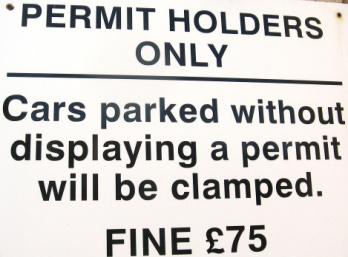 PERMIT HOLDERS
ONLY
Cars parked without
displaying a permit
will be clamped.
FINE £75